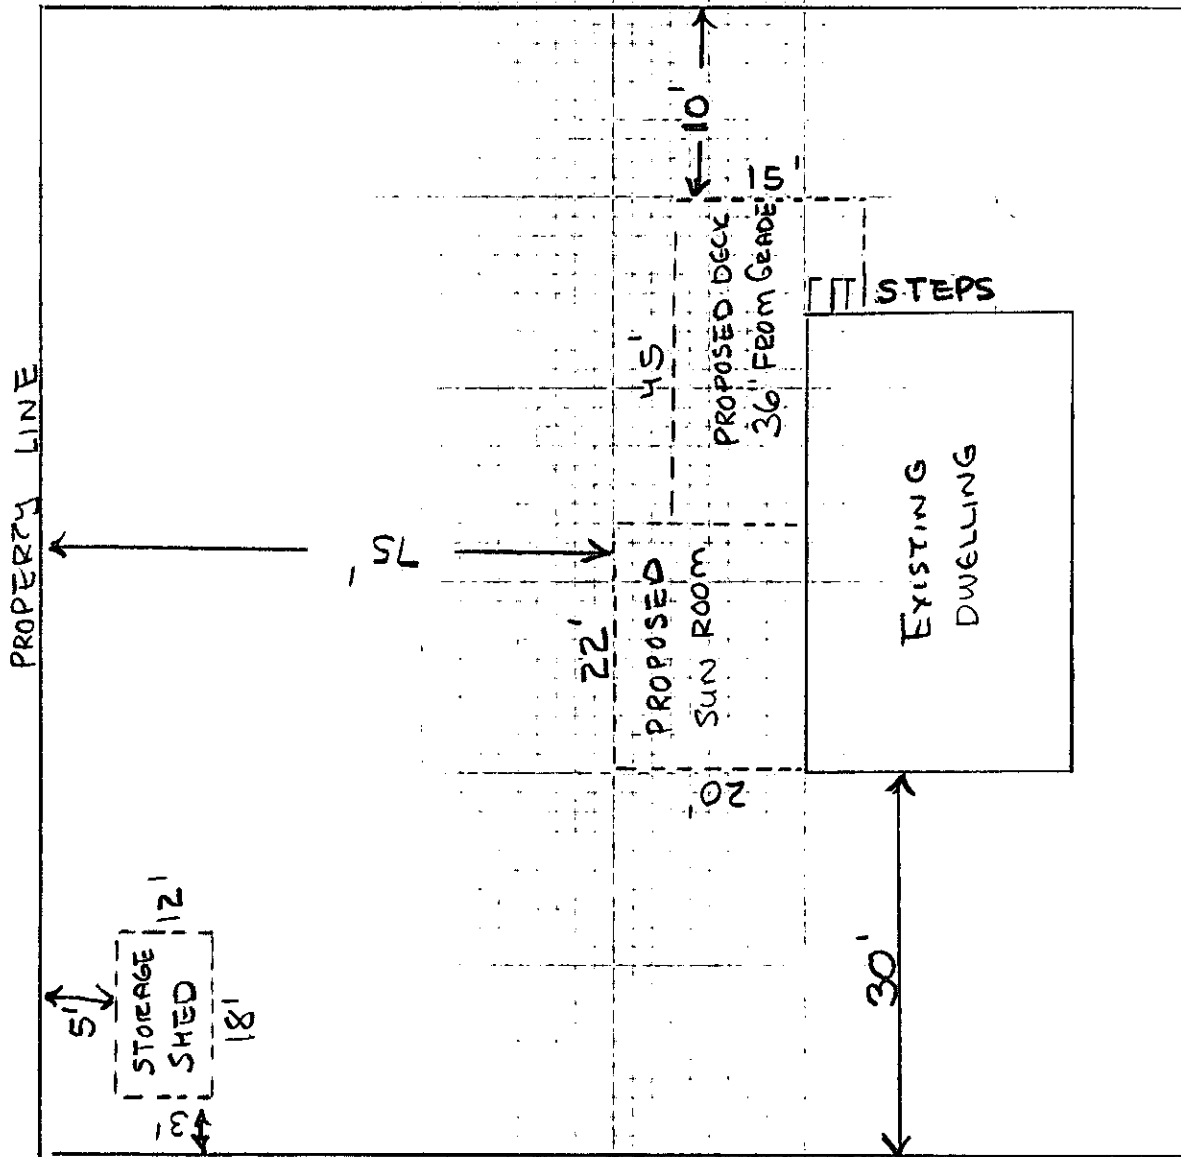 PROPERTY LINE
10'
15'
PROPOSED DECK
36' FROM GRADE
45'
STEPS
75'
22'
PROPOSED
SUN ROOM
20'
EXISTING
DWELLING
30'
5'
STORAGE
SHED
12'
18'
3'